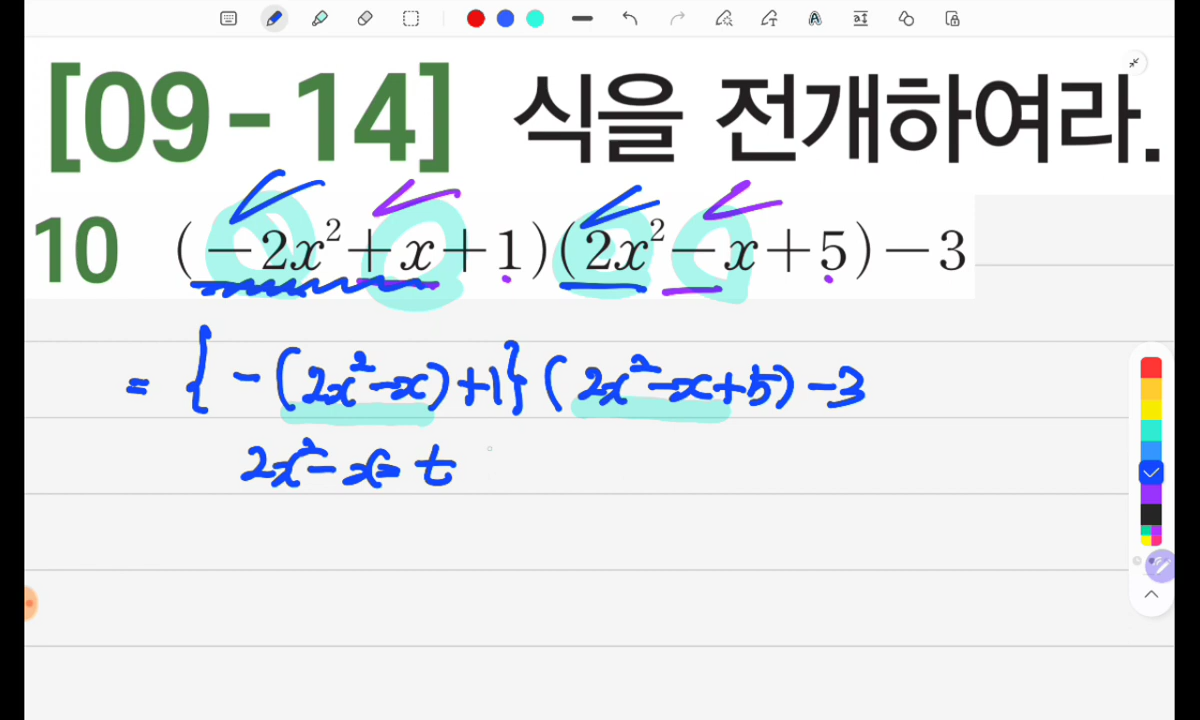 [09-14] 식을 전개하여라.
10 (−2x²+x+1)(2x²−x+5)−3
= {−(2x²−x)+1}(2x²−x+5)−3
2x²−x=t